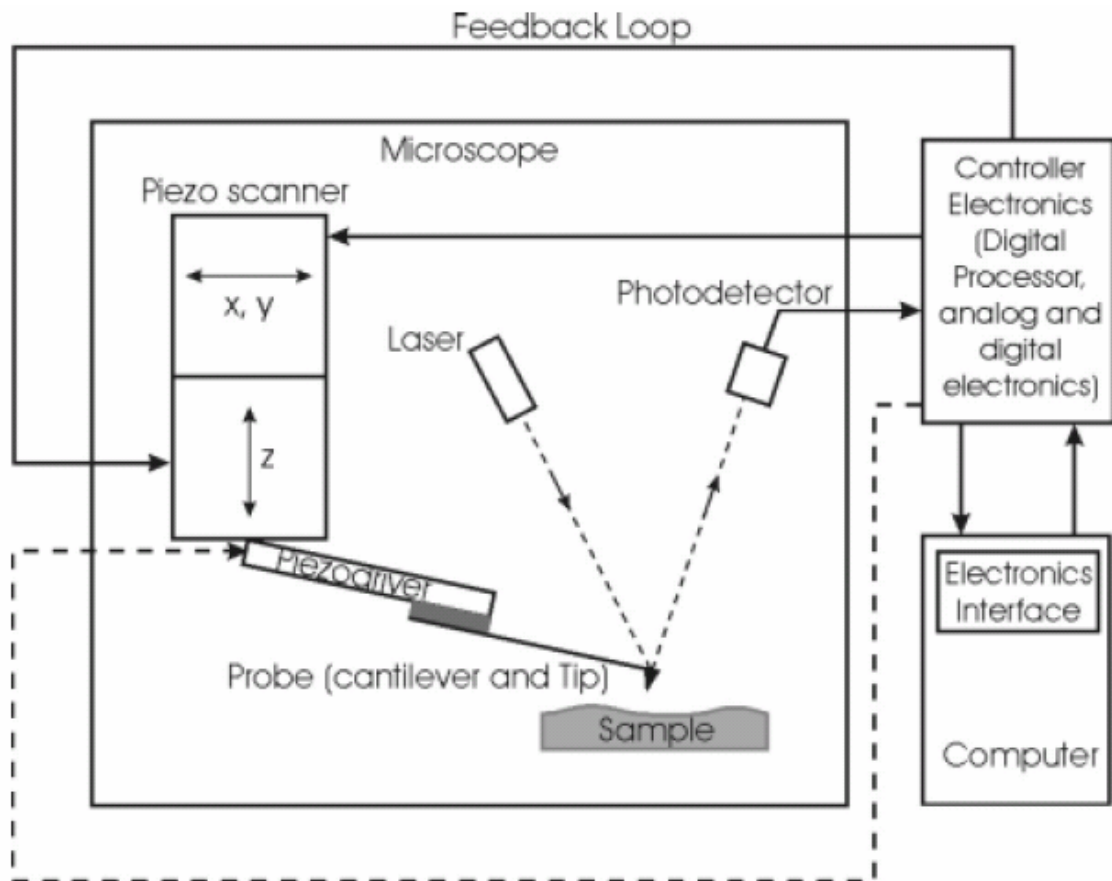 Feedback Loop
Microscope
Piezo scanner
x, y
z
Laser
Photodetector
Controller
Electronics
(Digital
Processor,
analog and
digital
electronics)
Piezodriver
Probe (cantilever and Tip)
Sample
Electronics
Interface
Computer